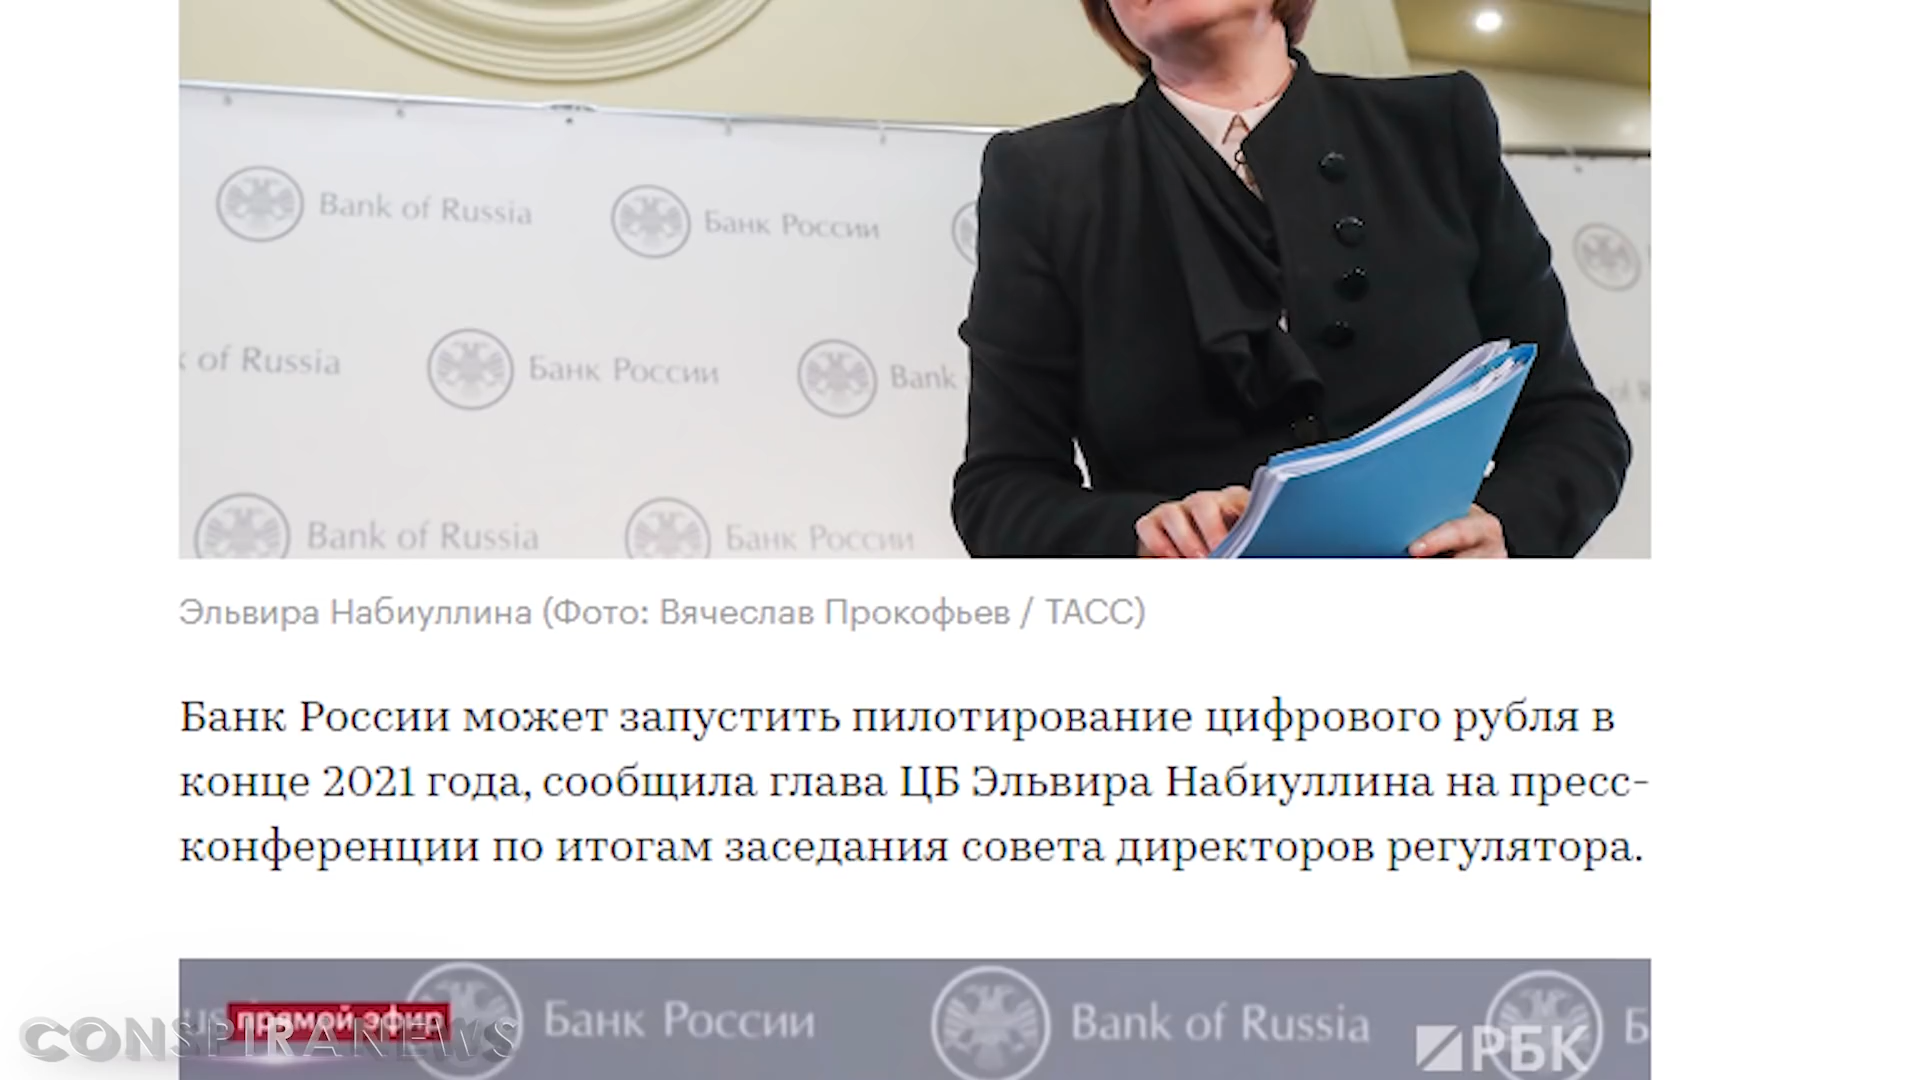 Bank of Russia
Банк России
of Russia
Банк России
Bank
Bank of Russia
Банк России
Эльвира Набиуллина (Фото: Вячеслав Прокофьев / ТАСС)
Банк России может запустить пилотирование цифрового рубля в
конце 2021 года, сообщила глава ЦБ Эльвира Набиуллина на пресс-
конференции по итогам заседания совета директоров регулятора.
прямой эфир
Банк России
Bank of Russia
РБК
CONSPIRANEWS